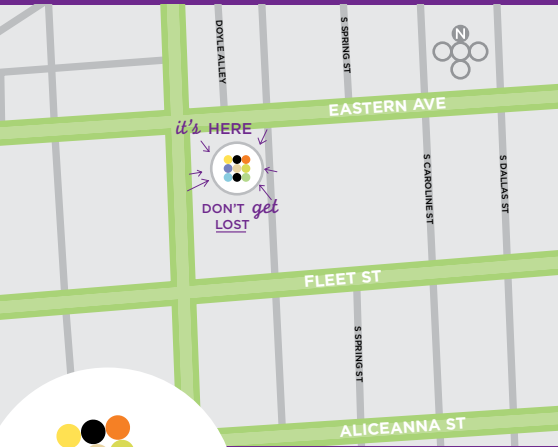 DOYLE ALLEY
S SPRING ST
N
EASTERN AVE
it's HERE
S CAROLINE ST
S DALLAS ST
DON'T get
LOST
FLEET ST
S SPRING ST
ALICEANNA ST